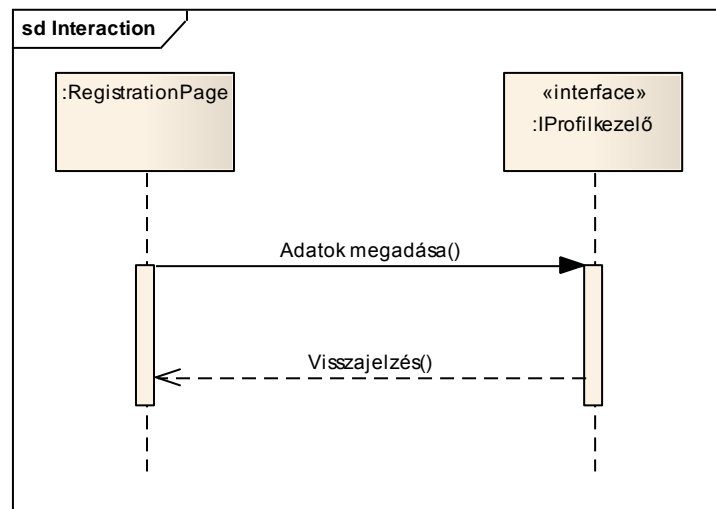 sd Interaction
:RegistrationPage
«interface»
:IProfilkezelő
Adatok megadása()
Visszajelzés()